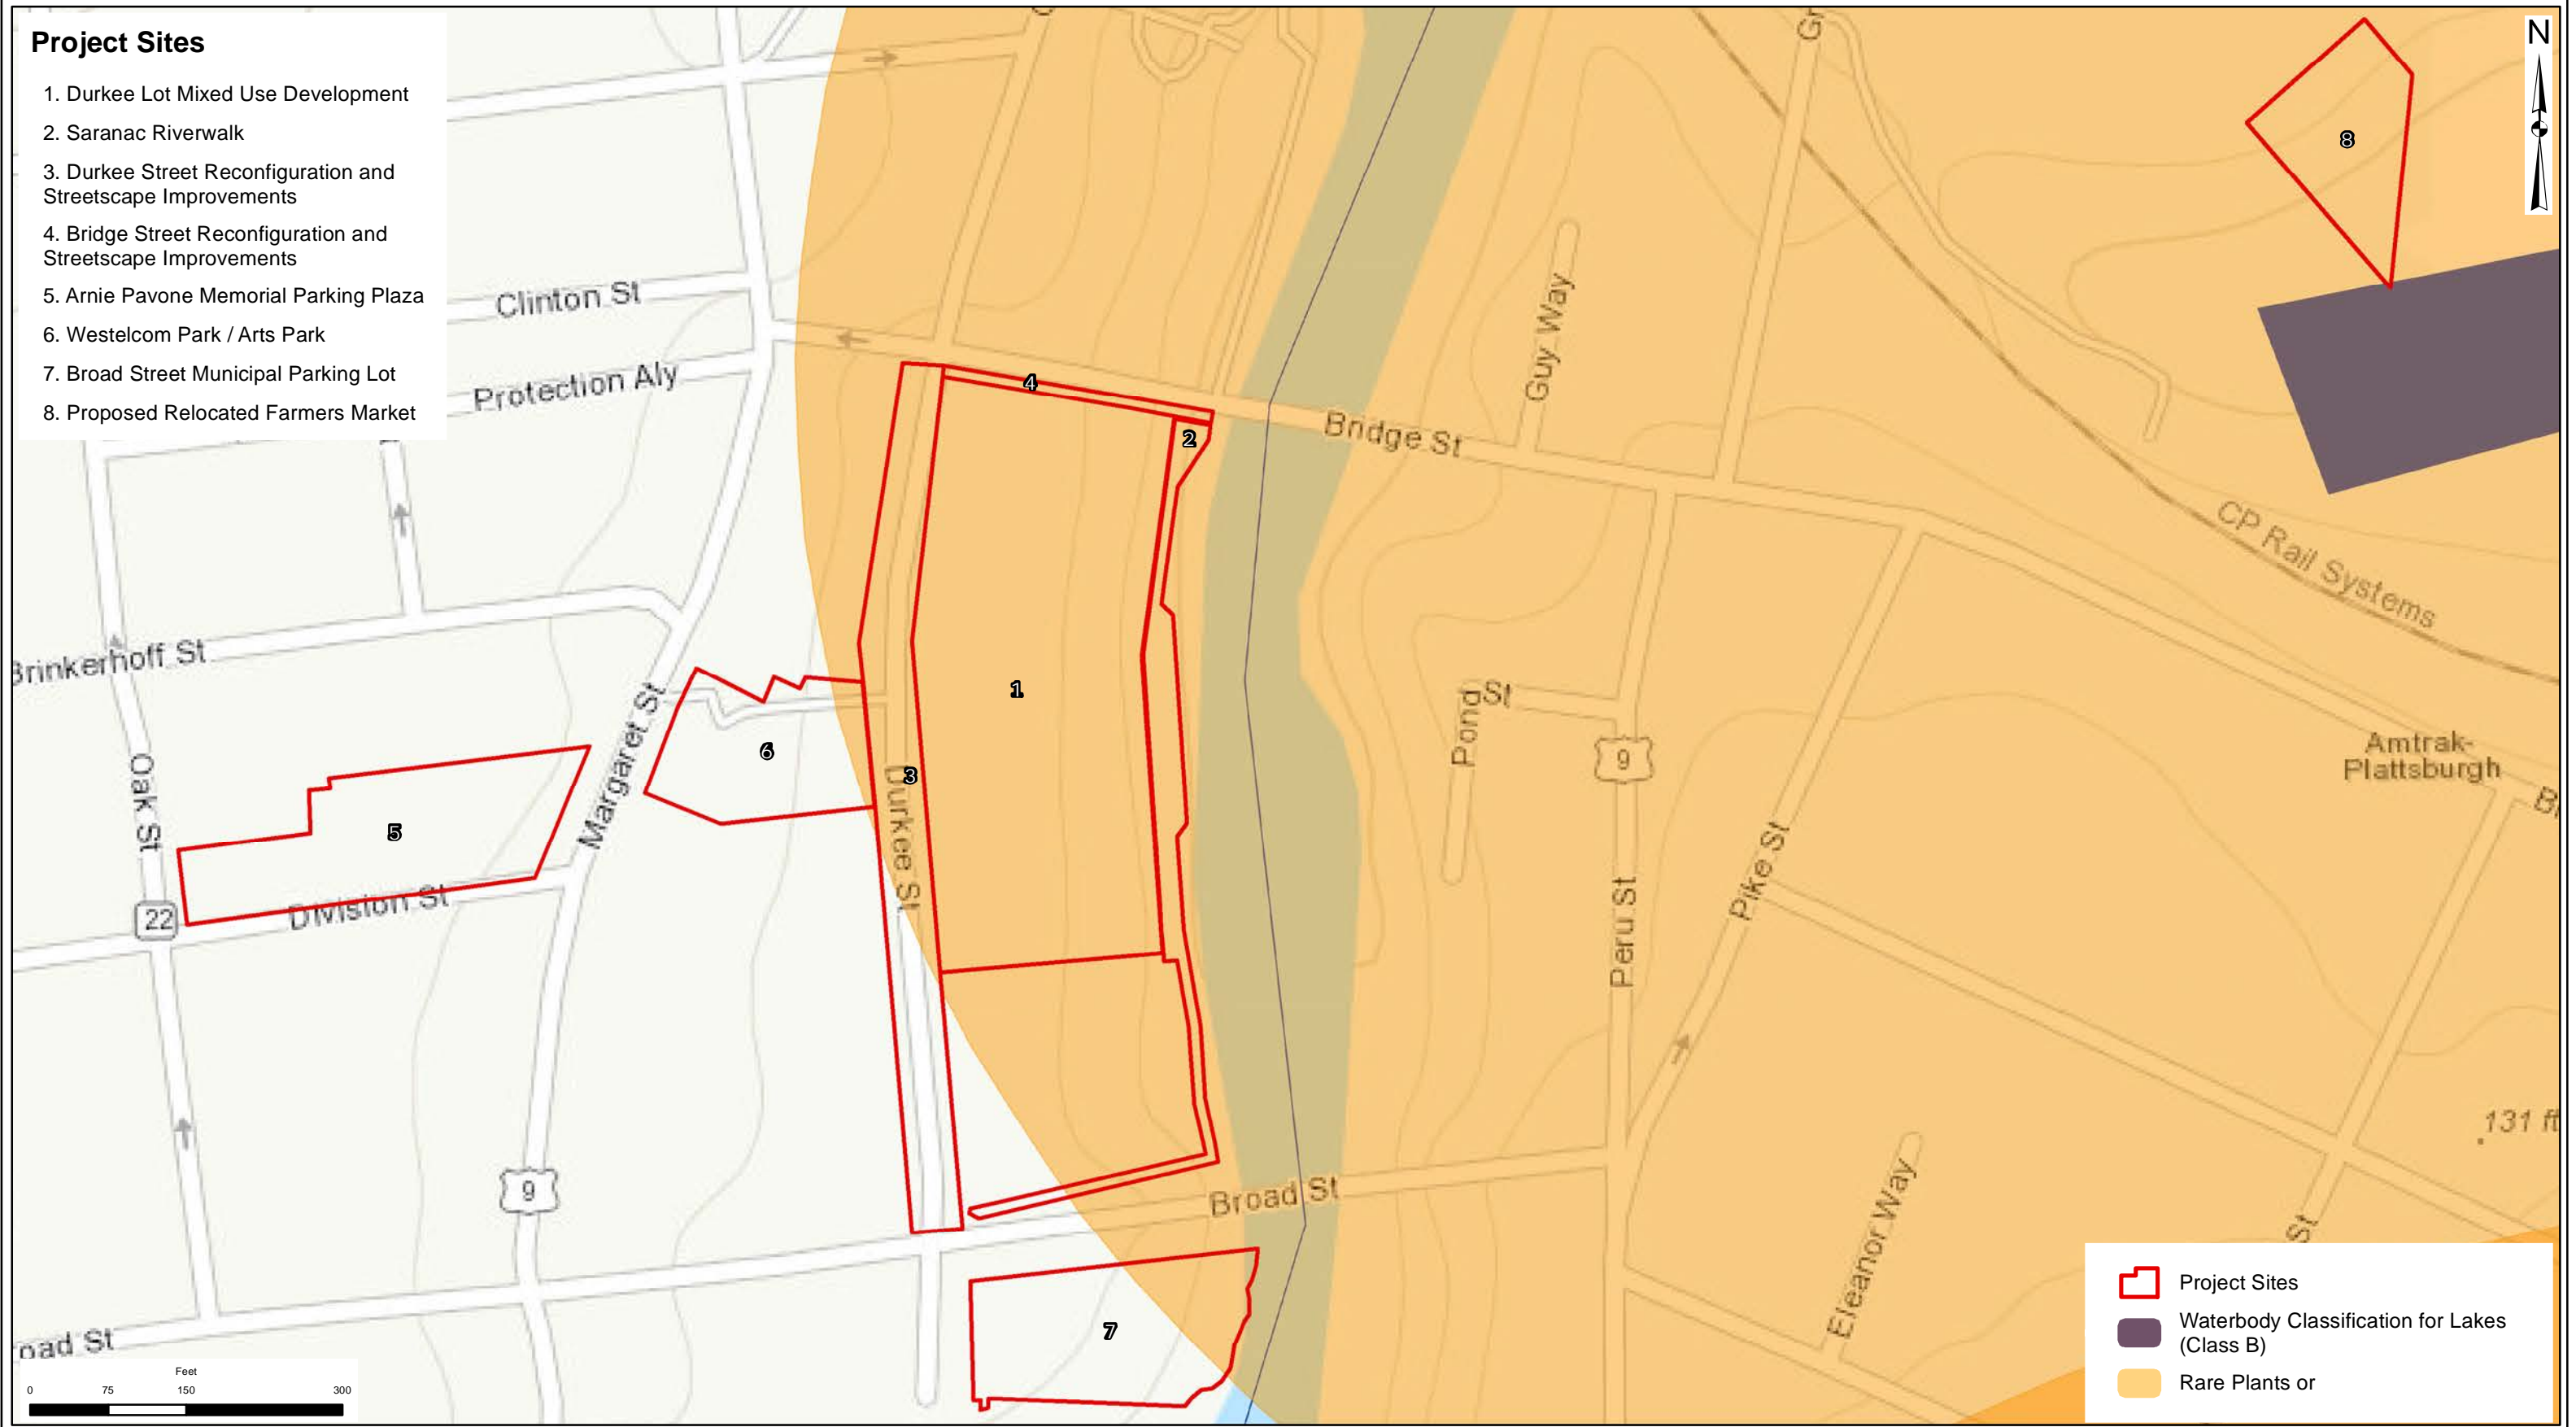 Project Sites
1. Durkee Lot Mixed Use Development
2. Saranac Riverwalk
3. Durkee Street Reconfiguration and
Streetscape Improvements
4. Bridge Street Reconfiguration and
Streetscape Improvements
5. Arnie Pavone Memorial Parking Plaza
6. Westelcom Park / Arts Park
7. Broad Street Municipal Parking Lot
8. Proposed Relocated Farmers Market
N
8
Clinton St
Protection Aly
Guy Way
4
2
Bridge St
CP Rail Systems
Brinkerhoff St
1
Pond
St
Margaret St
6
3
Durkee St
9
Amtrak-
Plattsburgh
Oak St
5
22
Division St
Peru St
Pike St
131 ft
9
Broad St
Eleanor Way
St
7
oad St
Feet
0 75 150 300
Project Sites
Waterbody Classification for Lakes
(Class B)
Rare Plants or